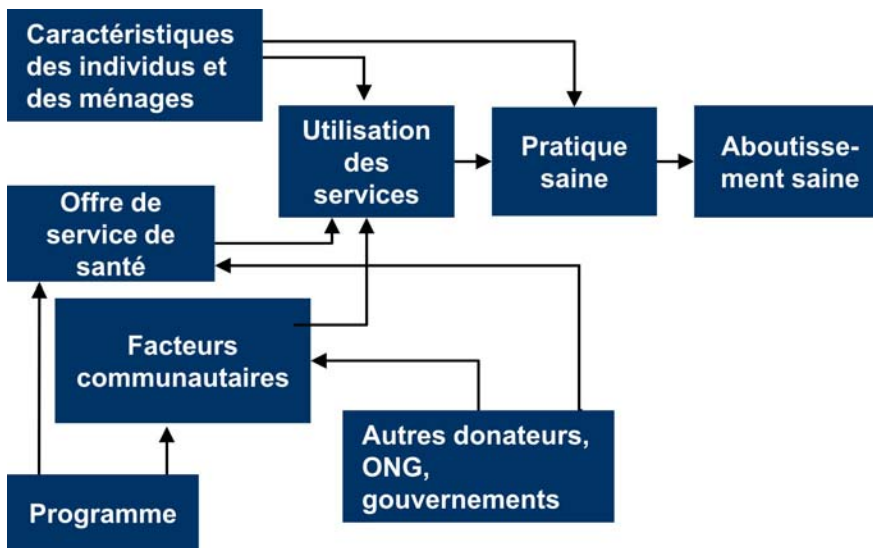 Caractéristiques
des individus et
des ménages
Utilisation
des
services
Pratique
saine
Aboutisse-
ment saine
Offre de
service de
santé
Facteurs
communautaires
Autres donateurs,
ONG,
gouvernements
Programme